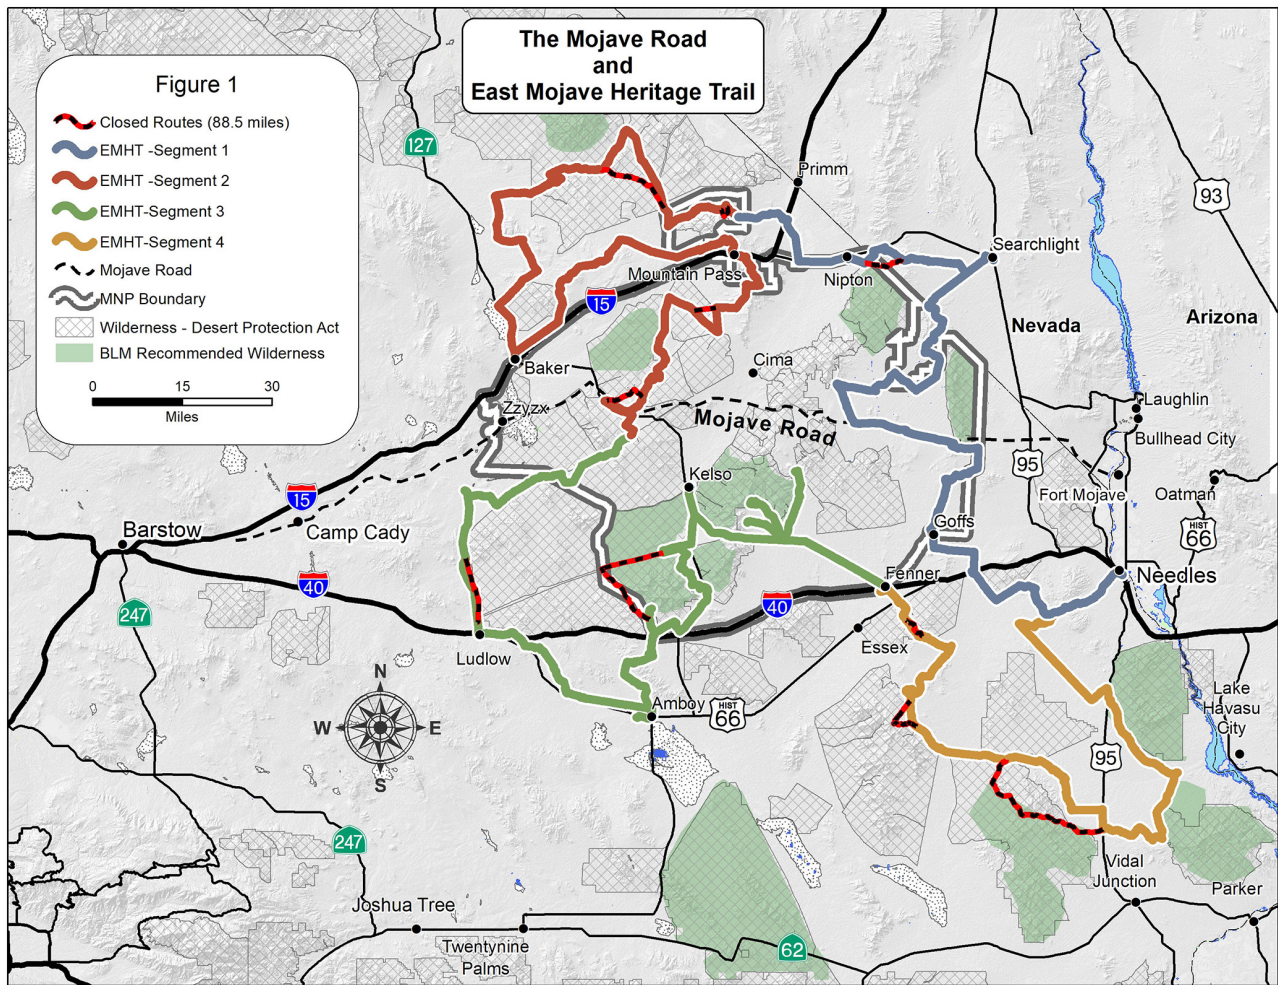 The Mojave Road
and
East Mojave Heritage Trail
Figure 1
Closed Routes (88.5 miles)
EMHT -Segment 1
EMHT -Segment 2
EMHT-Segment 3
EMHT-Segment 4
Mojave Road
MNP Boundary
Wilderness - Desert Protection Act
BLM Recommended Wilderness
0 15 30
Miles
127
Primm
93
Searchlight
Mountain Pass
Nipton
15
Nevada
Arizona
Baker
Cima
Zzyzx
Laughlin
Mojave Road
Bullhead City
95
Kelso
15
Fort Mojave
Oatman
Barstow
Camp Cady
Goffs
HIST
66
Fenner
Needles
40
40
247
Essex
Ludlow
N
W E
S
Amboy
HIST
66
Lake
Havasu
City
95
247
Vidal
Junction
Parker
Joshua Tree
Twentynine
Palms
62